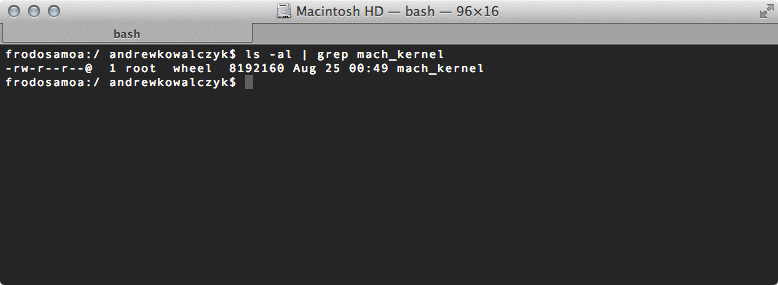 Macintosh HD — bash — 96×16
bash
frodosamoa:/ andrewkowalczyk$ ls -al | grep mach_kernel
-rw-r--r--@  1 root  wheel  8192160 Aug 25 00:49 mach_kernel
frodosamoa:/ andrewkowalczyk$